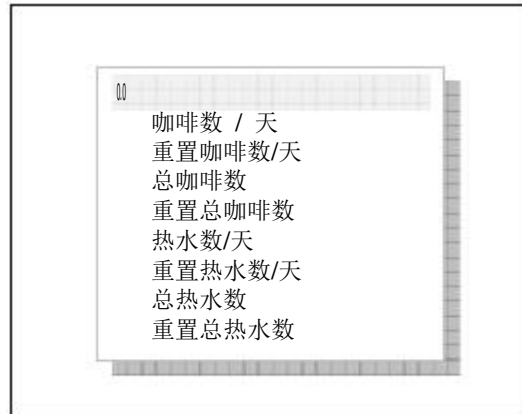 0.0
咖啡数 / 天
重置咖啡数/天
总咖啡数
重置总咖啡数
热水数/天
重置热水数/天
总热水数
重置总热水数